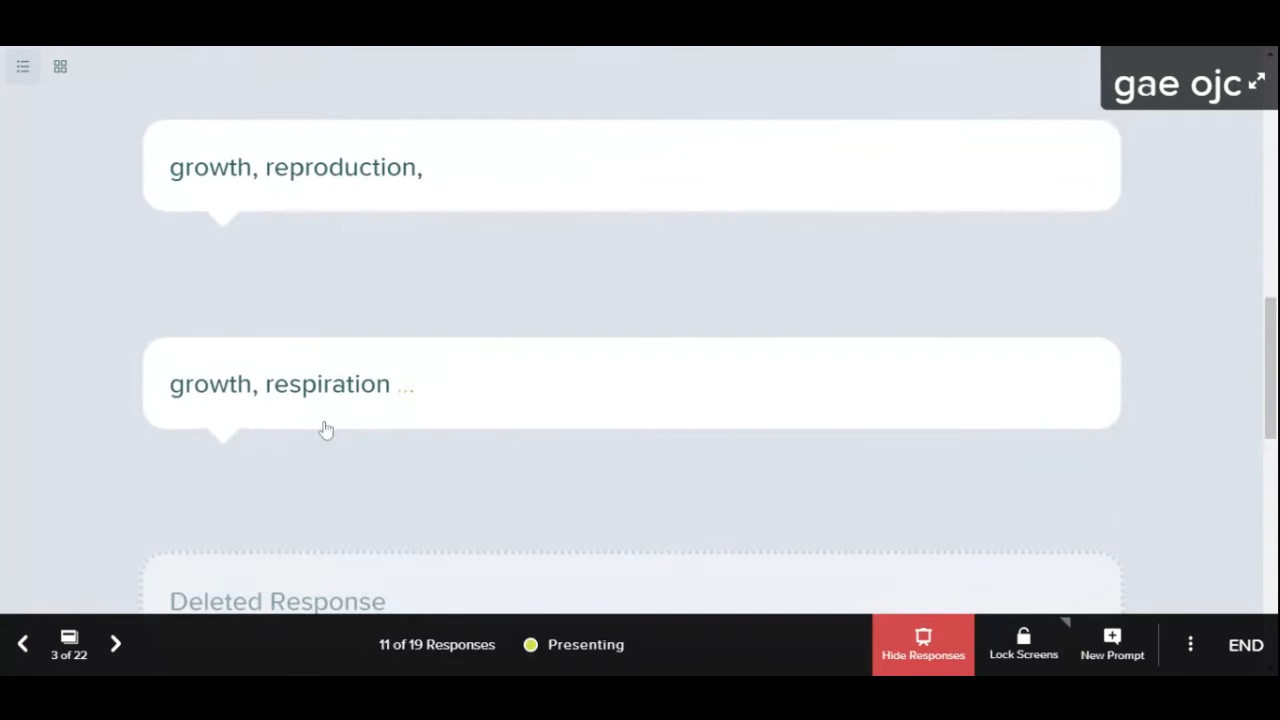 gae ojc
growth, reproduction,
growth, respiration ...
Deleted Response
3 of 22
11 of 19 Responses
Presenting
Hide Responses
Lock Screens
New Prompt
END